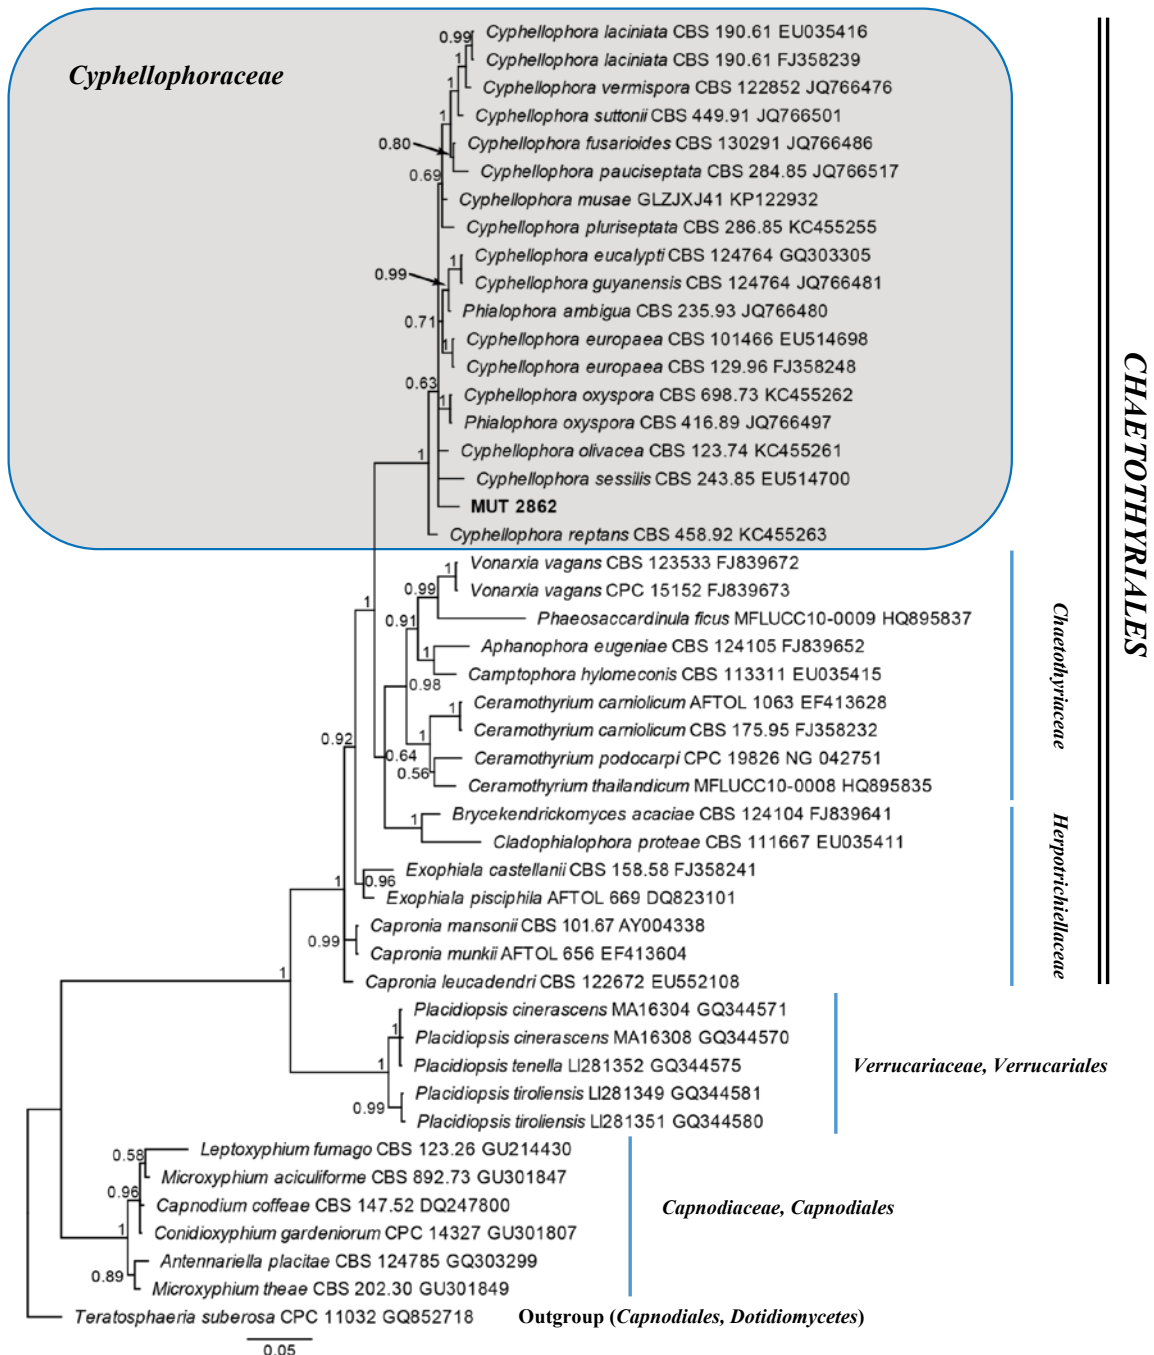 Cyphellophoraceae
0.99
Cyphellophora laciniata CBS 190.61 EU035416
1
Cyphellophora laciniata CBS 190.61 FJ358239
1
Cyphellophora vermispora CBS 122852 JQ766476
1
Cyphellophora suttonii CBS 449.91 JQ766501
0.80
Cyphellophora fusarioides CBS 130291 JQ766486
0.69
Cyphellophora pauciseptata CBS 284.85 JQ766517
Cyphellophora musae GLZJXJ41 KP122932
Cyphellophora pluriseptata CBS 286.85 KC455255
1
Cyphellophora eucalypti CBS 124764 GQ303305
0.99
Cyphellophora guyanensis CBS 124764 JQ766481
Phialophora ambigua CBS 235.93 JQ766480
0.71
1
Cyphellophora europaea CBS 101466 EU514698
Cyphellophora europaea CBS 129.96 FJ358248
0.63
1
Cyphellophora oxyspora CBS 698.73 KC455262
Phialophora oxyspora CBS 416.89 JQ766497
1
Cyphellophora olivacea CBS 123.74 KC455261
Cyphellophora sessilis CBS 243.85 EU514700
MUT 2862
Cyphellophora reptans CBS 458.92 KC455263
CHAETOTHYRIALES
1
Vonarxia vagans CBS 123533 FJ839672
0.99
Vonarxia vagans CPC 15152 FJ839673
1
0.91
Phaeosaccardinula ficus MFLUCC10-0009 HQ895837
1
Aphanophora eugeniae CBS 124105 FJ839652
0.98
Camptophora hylomeconis CBS 113311 EU035415
1
Ceramothyrium carniolicum AFTOL 1063 EF413628
0.92
1
Ceramothyrium carniolicum CBS 175.95 FJ358232
0.64
Ceramothyrium podocarpi CPC 19826 NG 042751
0.56
Ceramothyrium thailandicum MFLUCC10-0008 HQ895835
Chaetothyriaceae
1
Brycekendrickomyces acaciae CBS 124104 FJ839641
Cladophialophora proteae CBS 111667 EU035411
1
0.96
Exophiala castellanii CBS 158.58 FJ358241
Exophiala pisciphila AFTOL 669 DQ823101
0.99
Capronia mansonii CBS 101.67 AY004338
Capronia munkii AFTOL 656 EF413604
1
Capronia leucadendri CBS 122672 EU552108
Herpotrichiellaceae
1
Placidiopsis cinerascens MA16304 GQ344571
Placidiopsis cinerascens MA16308 GQ344570
1
Placidiopsis tenella LI281352 GQ344575
0.99
Placidiopsis tiroliensis LI281349 GQ344581
Placidiopsis tiroliensis LI281351 GQ344580
Verrucariaceae, Verrucariales
0.58
Leptoxyphium fumago CBS 123.26 GU214430
0.96
Microxyphium aciculiforme CBS 892.73 GU301847
Capnodium coffeae CBS 147.52 DQ247800
1
Conidioxyphium gardeniorum CPC 14327 GU301807
0.89
Antennariella placitae CBS 124785 GQ303299
Microxyphium theae CBS 202.30 GU301849
Capnodiaceae, Capnodiales
Teratosphaeria suberosa CPC 11032 GQ852718
Outgroup (Capnodiales, Dotidiomycetes)
0.05